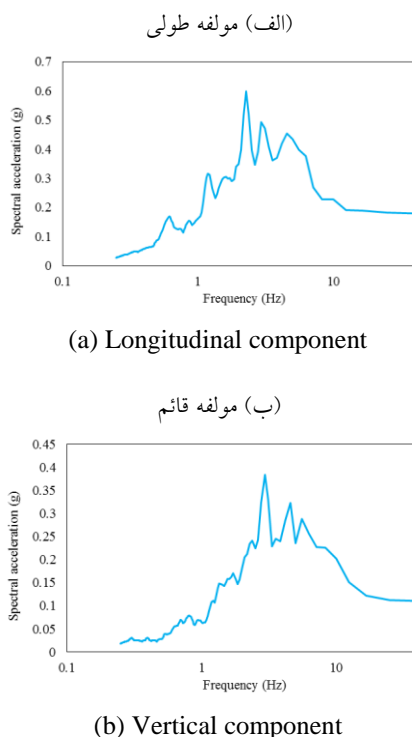 (الف) مولفه طولی
0.7
0.6
0.5
0.4
0.3
0.2
0.1
0
Spectral acceleration (g)
0.1 1 10
Frequency (Hz)
(a) Longitudinal component
(ب) مولفه قائم
0.45
0.4
0.35
0.3
0.25
0.2
0.15
0.1
0.05
0
Spectral acceleration (g)
0.1 1 10
Frequency (Hz)
(b) Vertical component